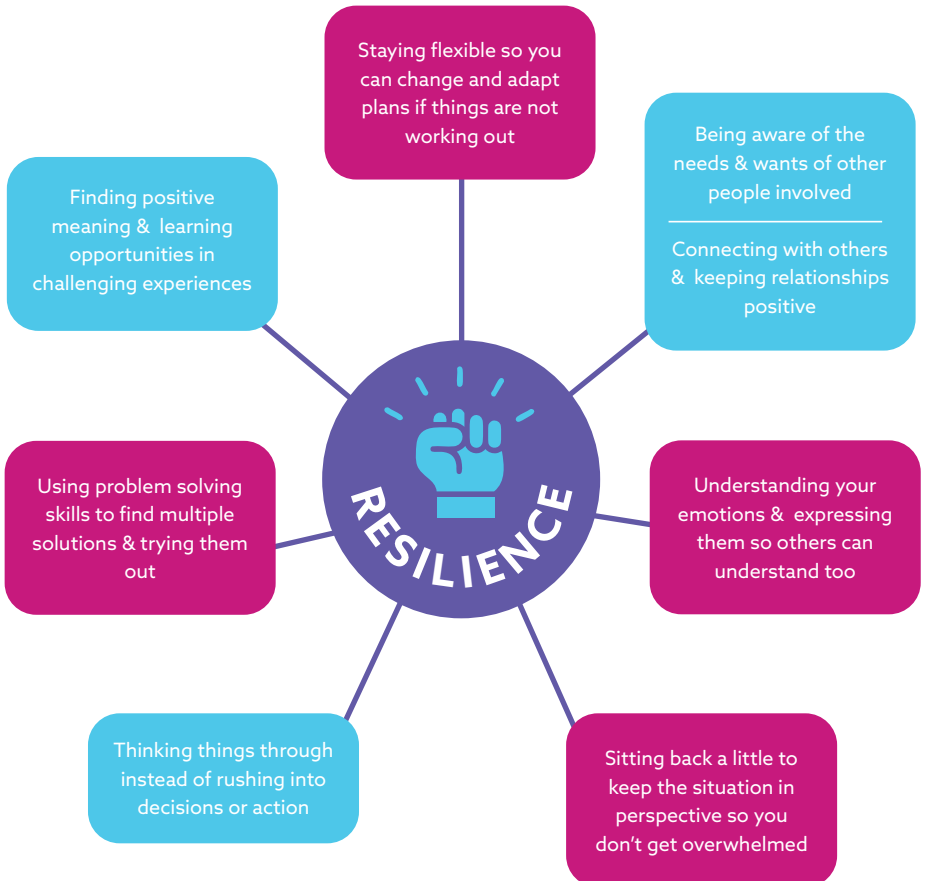 Staying flexible so you
can change and adapt
plans if things are not
working out
Being aware of the
needs & wants of other
people involved
Connecting with others
& keeping relationships
positive
Finding positive
meaning & learning
opportunities in
challenging experiences
RESILIENCE
Using problem solving
skills to find multiple
solutions & trying them
out
Understanding your
emotions & expressing
them so others can
understand too
Thinking things through
instead of rushing into
decisions or action
Sitting back a little to
keep the situation in
perspective so you
don't get overwhelmed